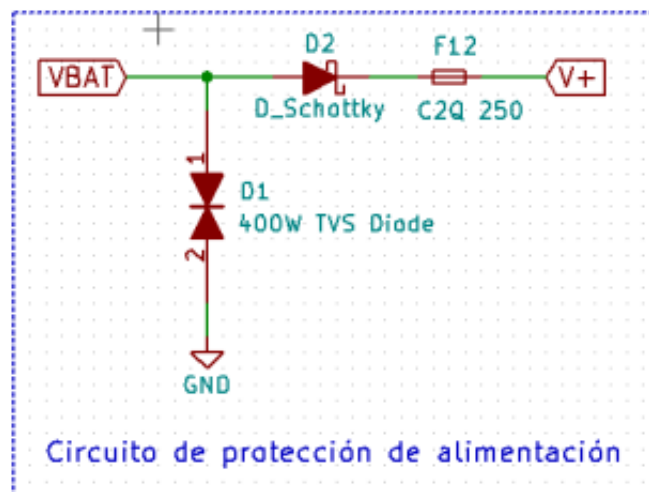 D2
F12
VBAT
V+
D_Schottky
C2Q 250
1
D1
400W TVS Diode
2
GND
Circuito de protección de alimentación